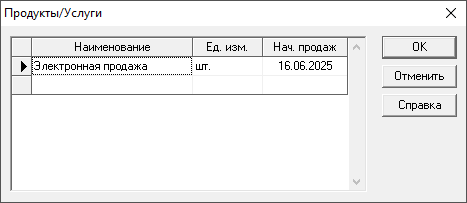 Продукты/Услуги
Наименование Ед. изм. Нач. продаж
Электронная продажа шт. 16.06.2025
OK
Отменить
Справка